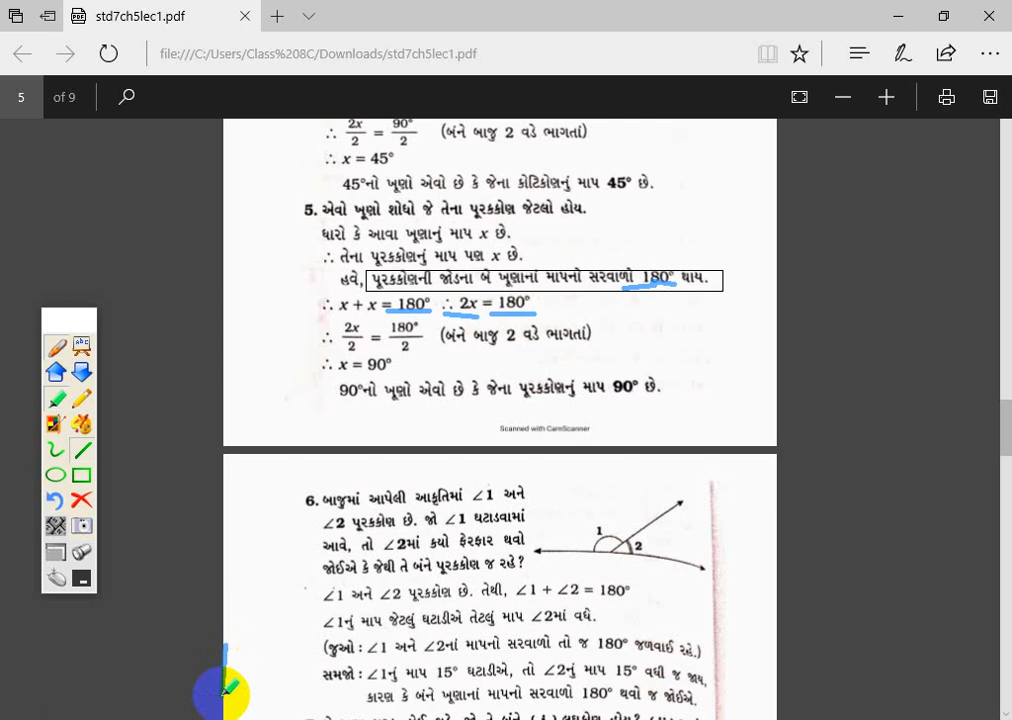 std7ch5lec1.pdf
file:///C:/Users/Class%208C/Downloads/std7ch5lec1.pdf
5 of 9
∴ 2x/2 = 90°/2 (બંને બાજુ 2 વડે ભાગતાં)
∴ x = 45°
45°નો ખૂણો એવો છે કે જેના કોટિકોણનું માપ 45° છે.
5. એવો ખૂણો શોધો જે તેના પૂરકકોણ જેટલો હોય.
ધારો કે આવા ખૂણાનું માપ x છે.
∴ તેના પૂરકકોણનું માપ પણ x છે.
હવે, પૂરકકોણની જોડના બે ખૂણાનાં માપનો સરવાળો 180° થાય.
∴ x + x = 180° ∴ 2x = 180°
∴ 2x/2 = 180°/2 (બંને બાજુ 2 વડે ભાગતાં)
∴ x = 90°
90°નો ખૂણો એવો છે કે જેના પૂરકકોણનું માપ 90° છે.
Scanned with CamScanner
6. બાજુમાં આપેલી આકૃતિમાં ∠1 અને
∠2 પૂરકકોણ છે. જો ∠1 ઘટાડવામાં
આવે, તો ∠2માં કયો ફેરફાર થવો
જોઈએ કે જેથી તે બંને પૂરકકોણ જ રહે?
1
2
∠1 અને ∠2 પૂરકકોણ છે. તેથી, ∠1 + ∠2 = 180°
∠1નું માપ જેટલું ઘટાડીએ તેટલું માપ ∠2માં વધે.
(જુઓ : ∠1 અને ∠2નાં માપનો સરવાળો તો જ 180° જળવાઈ રહે.)
સમજો : ∠1નું માપ 15° ઘટાડીએ, તો ∠2નું માપ 15° વધી જ જાય,
કારણ કે બંને ખૂણાનાં માપનો સરવાળો 180° થવો જ જોઈએ.